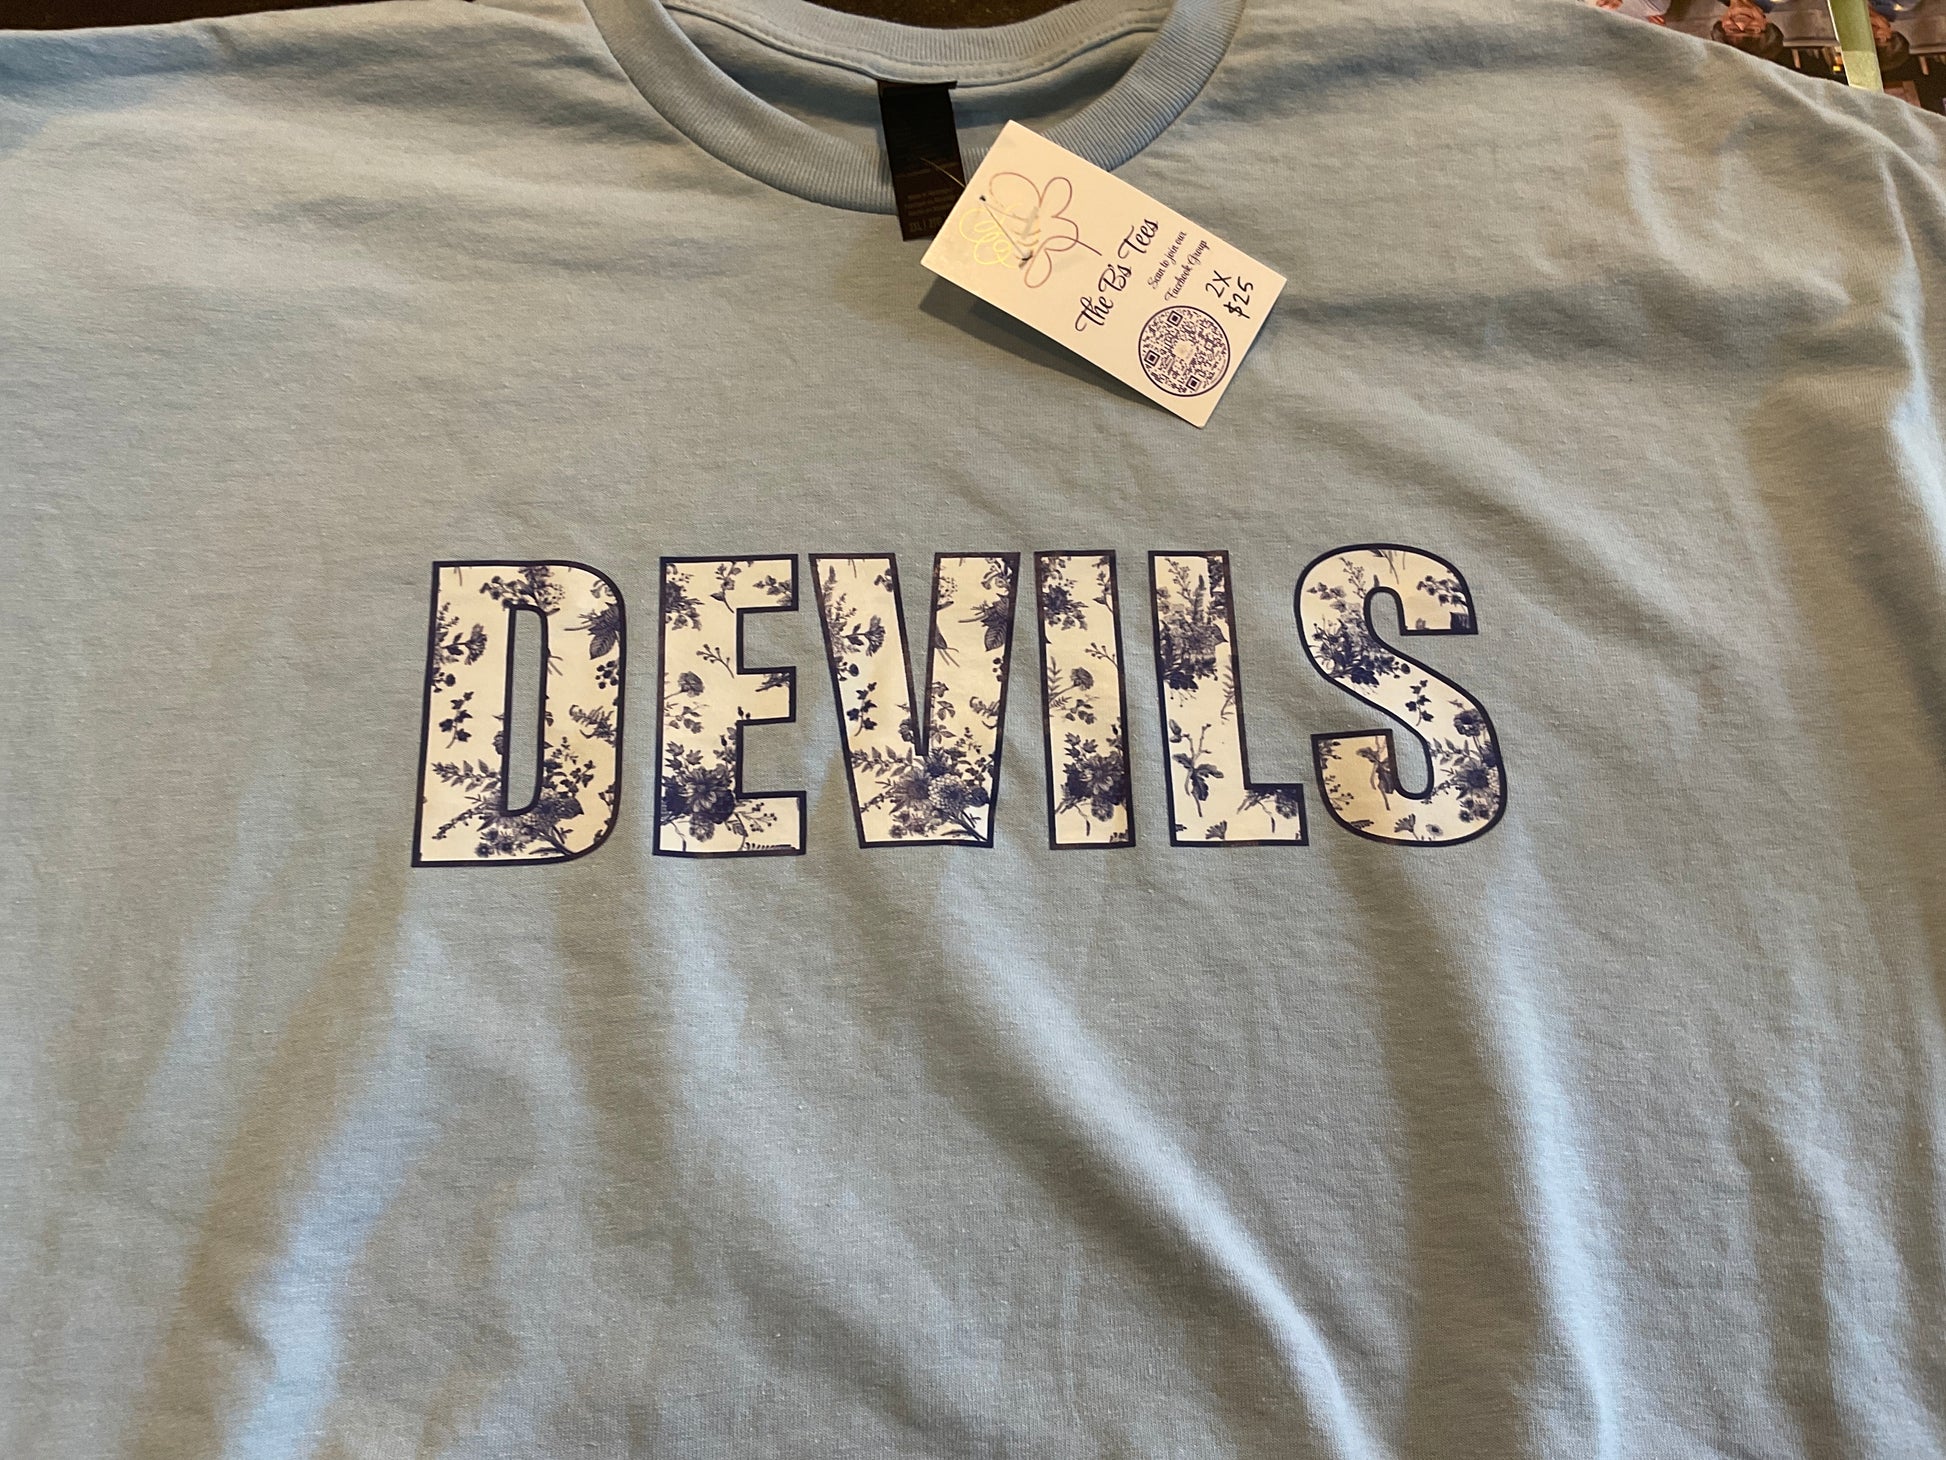 The B's Tees
Scan to join our
Facebook Group
2X
$25
DEVILS